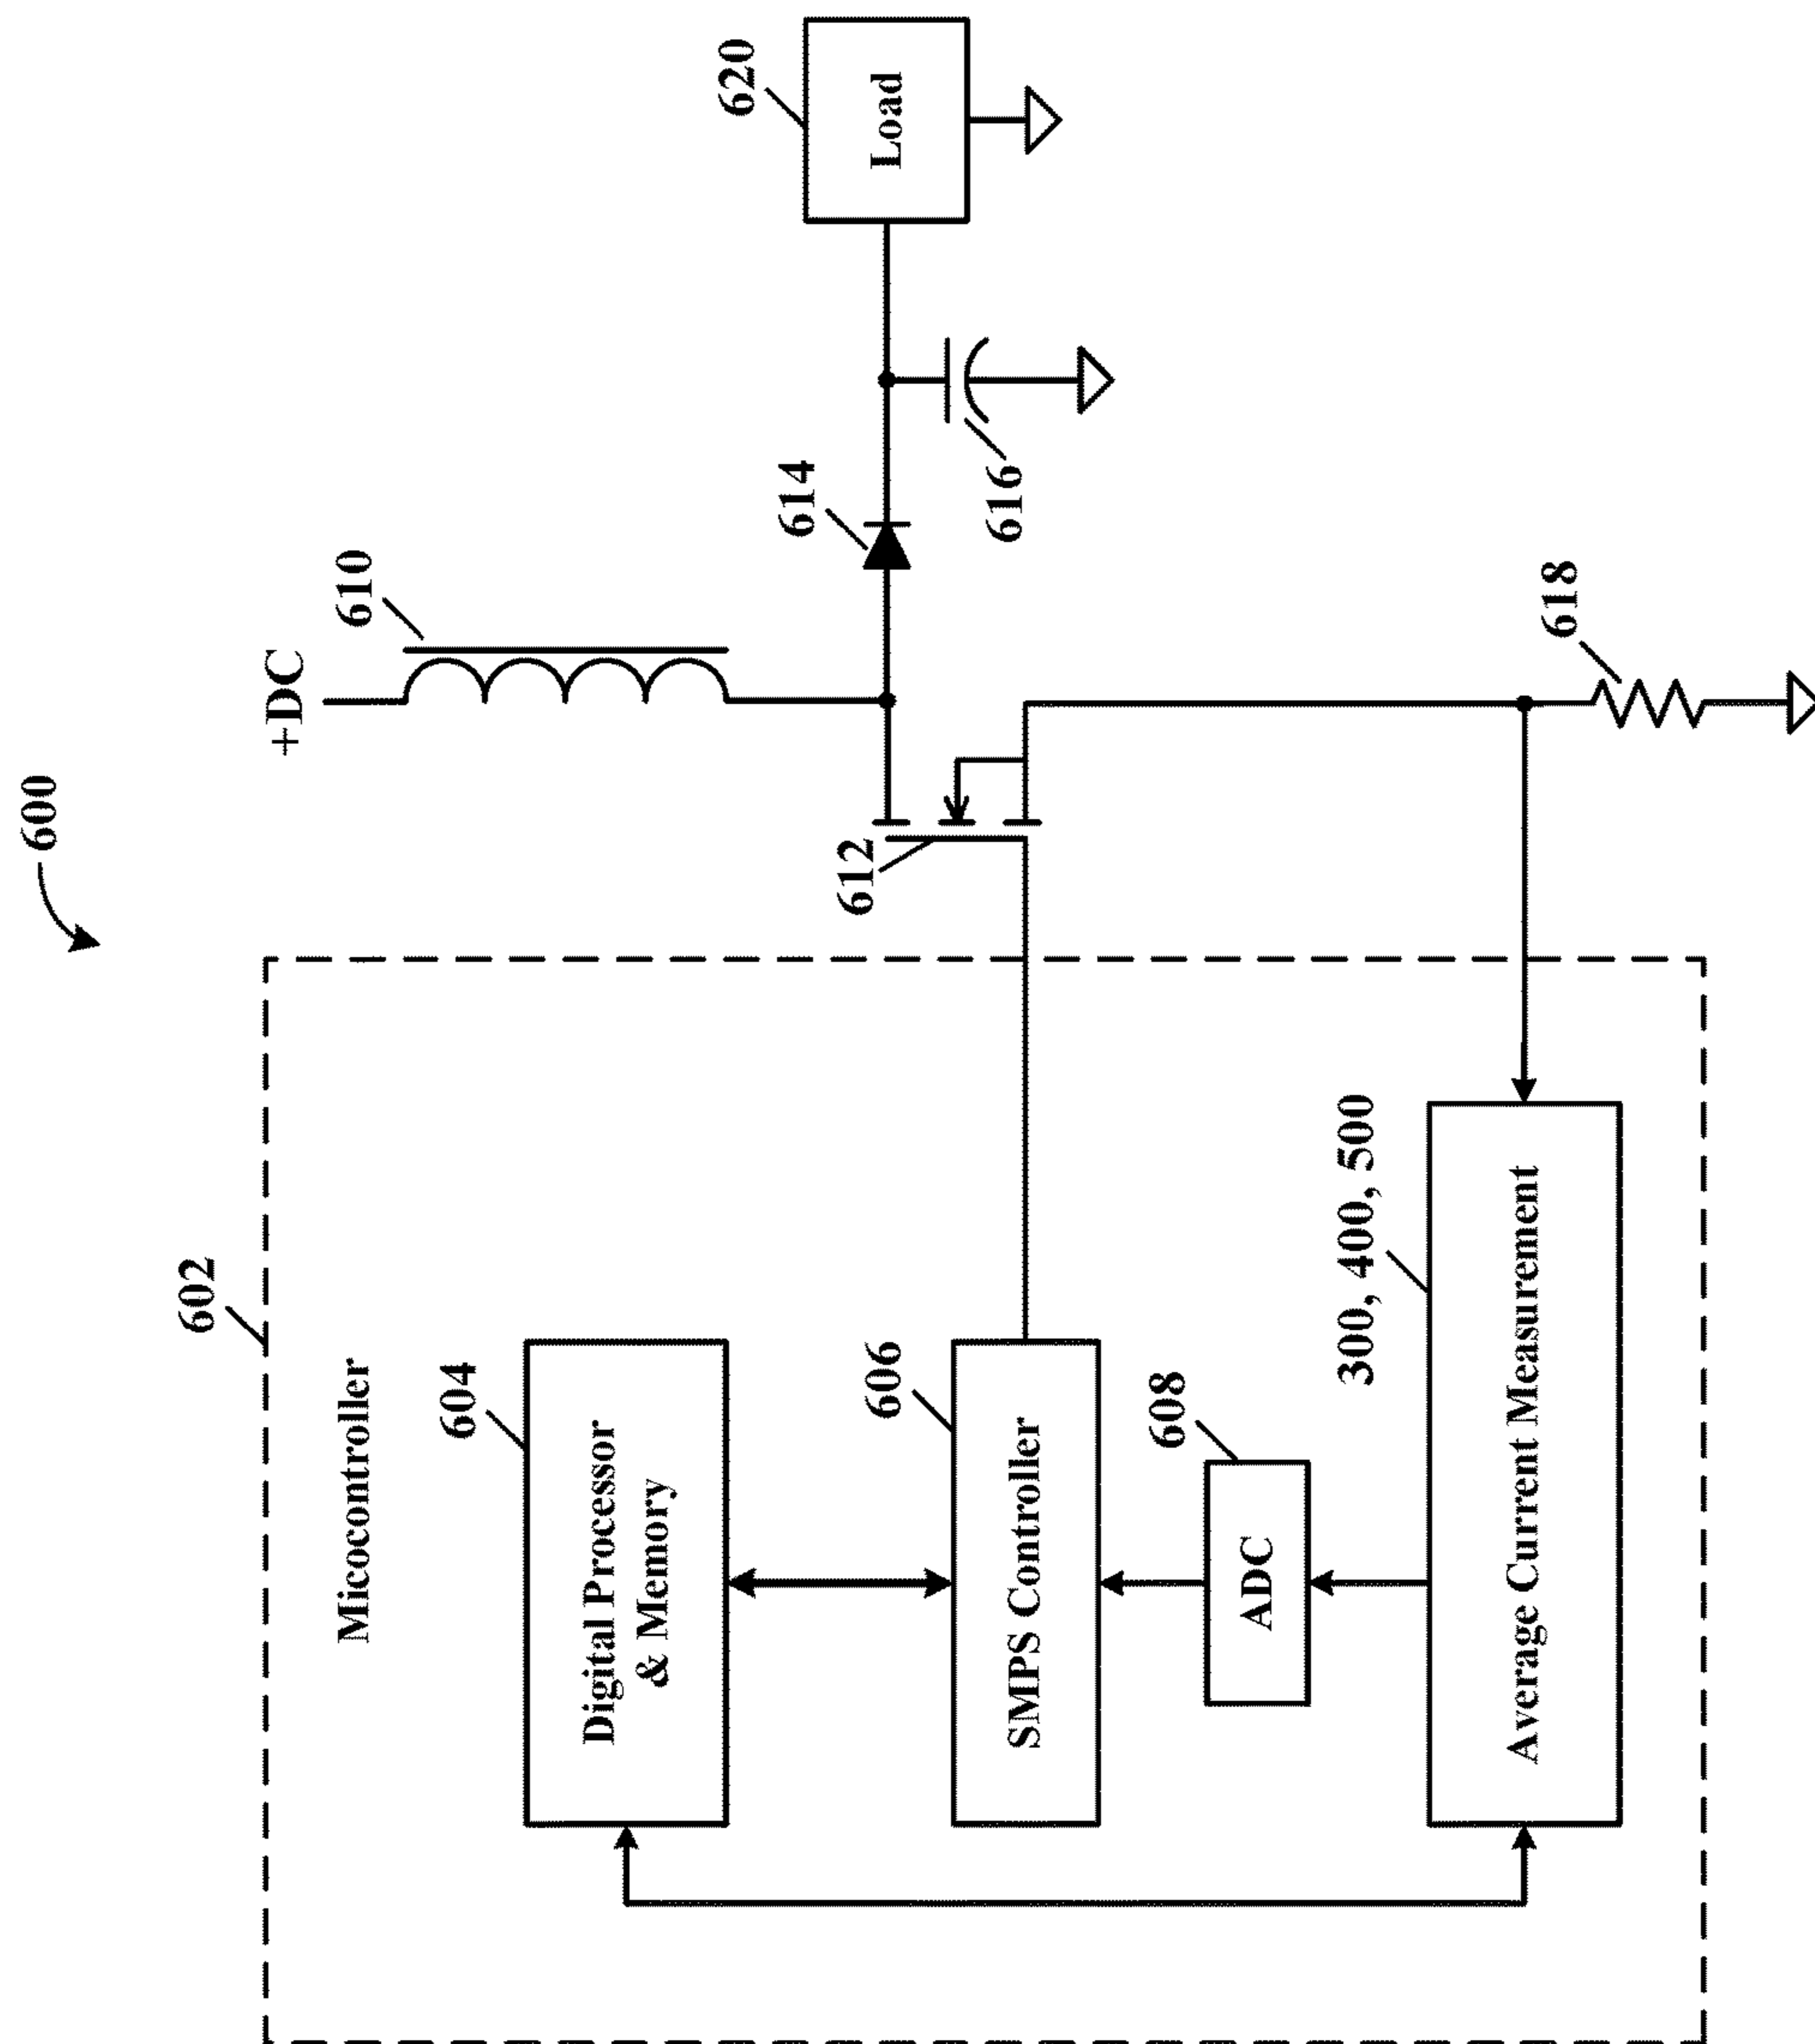 600
602
Micocontroller
604
Digital Processor
& Memory
606
SMPS Controller
608
ADC
300, 400, 500
Average Current Measurement
+DC
610
612
614
616
618
620
Load